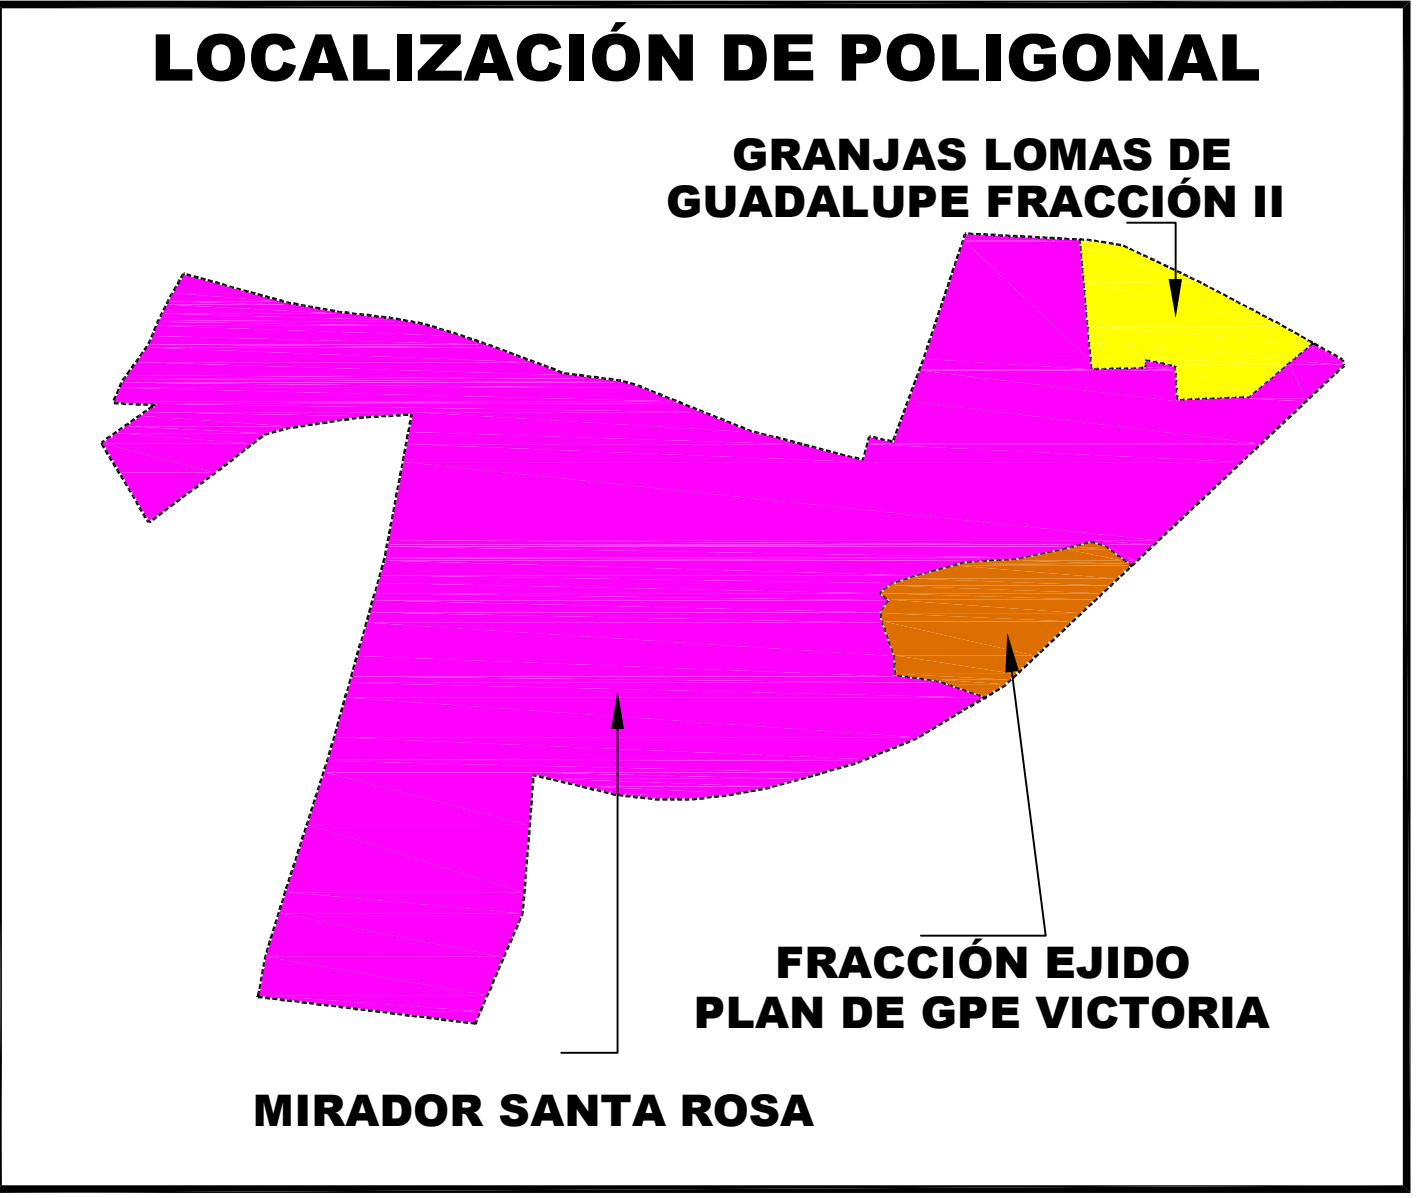 LOCALIZACIÓN DE POLIGONAL
GRANJAS LOMAS DE
GUADALUPE FRACCIÓN II
FRACCIÓN EJIDO
PLAN DE GPE VICTORIA
MIRADOR SANTA ROSA